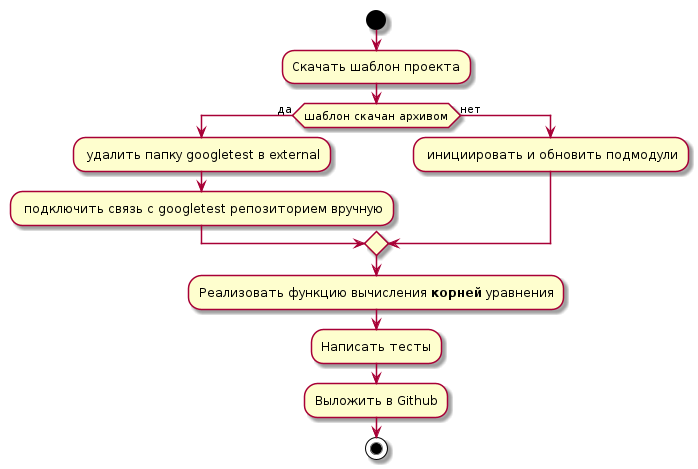 Скачать шаблон проекта
да
шаблон скачан архивом
нет
удалить папку googletest в external
инициировать и обновить подмодули
подключить связь с googletest репозиторием вручную
Реализовать функцию вычисления корней уравнения
Написать тесты
Выложить в Github